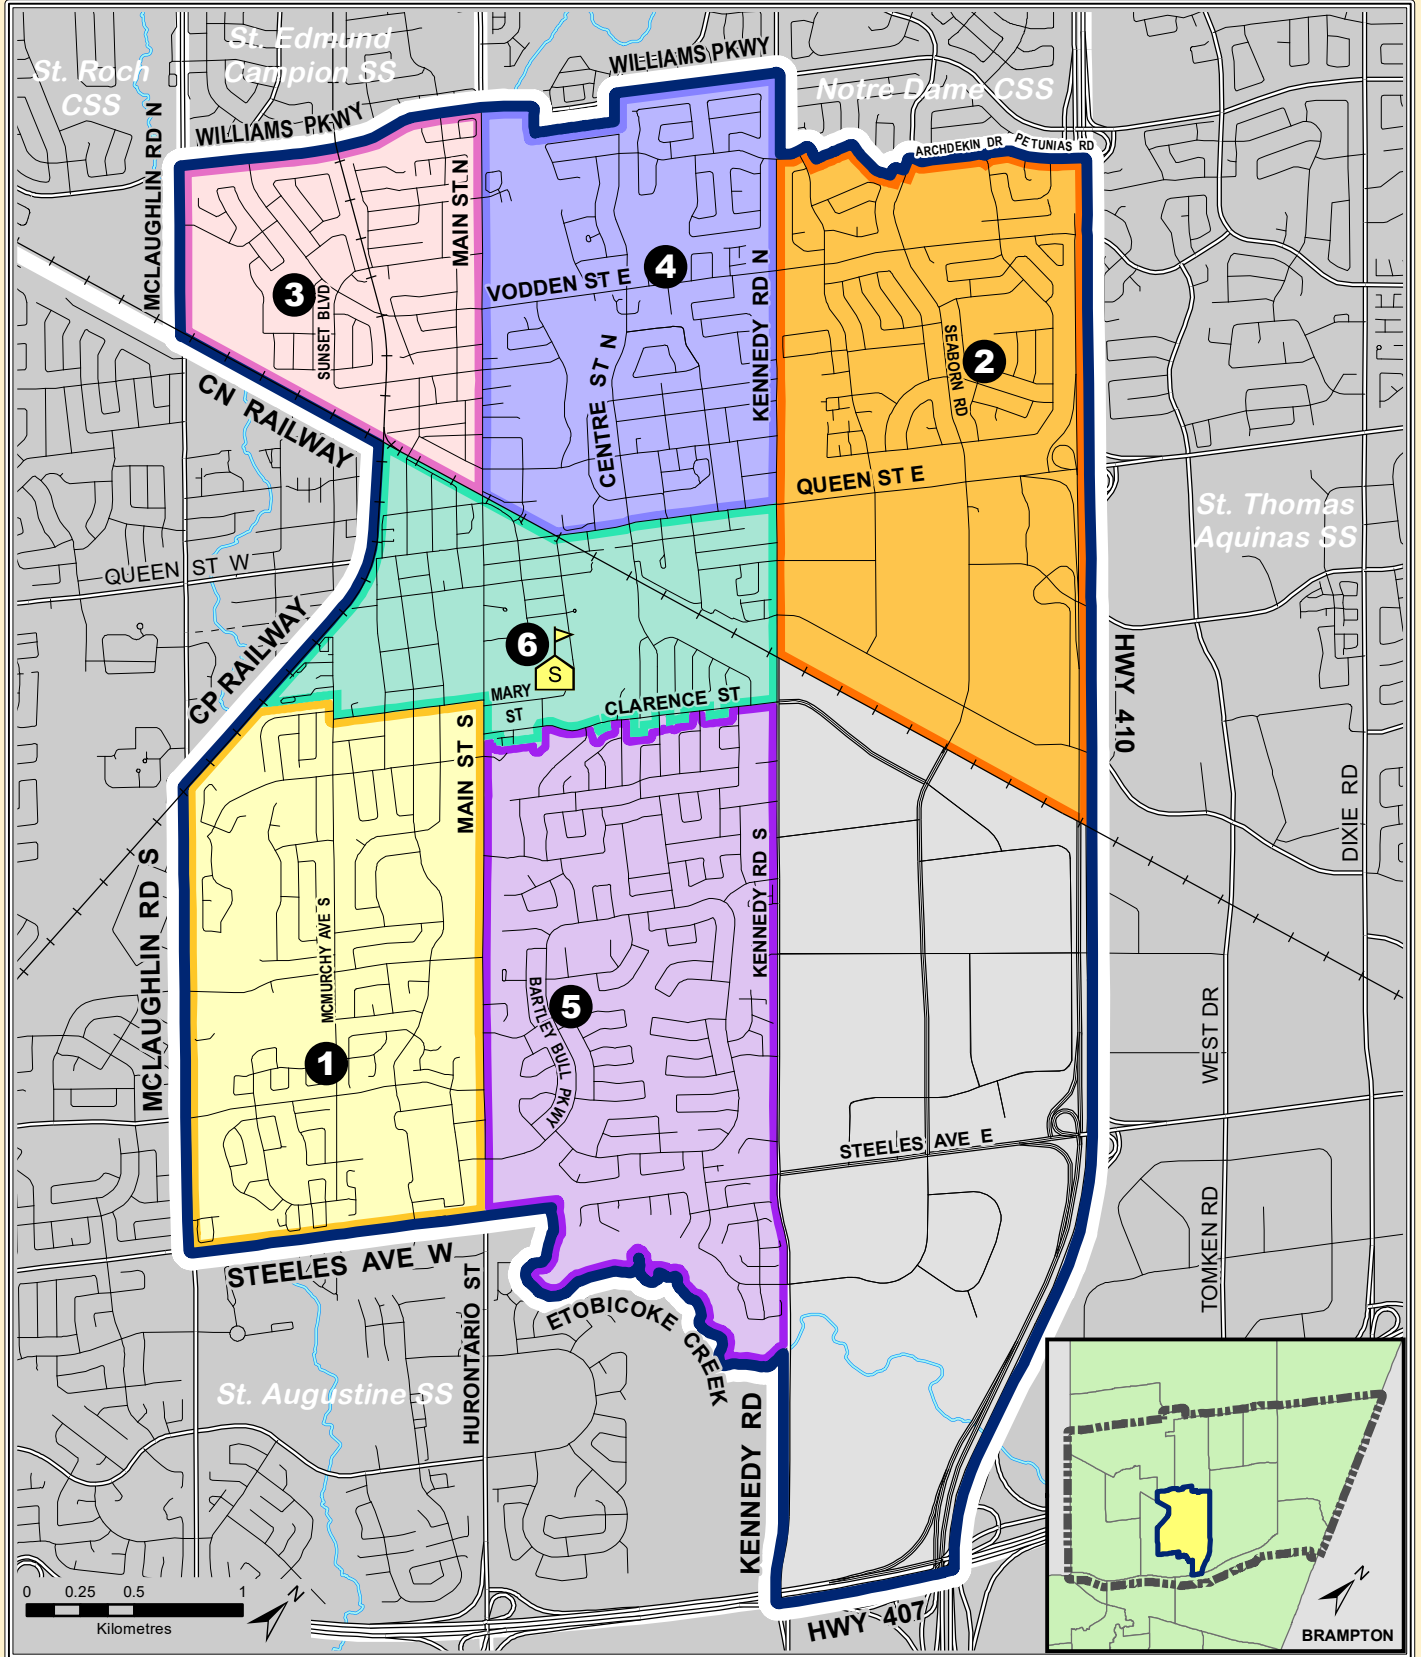 St. Edmund
Campion SS
St. Roch
CSS
WILLIAMS PKWY
Notre Dame CSS
WILLIAMS PKWY
MCLAUGHLIN RD N
ARCHDEKIN DR
PETUNIAS RD
MAIN ST N
3
SUNSET BLVD
4
VODDEN ST E
KENNEDY RD N
CENTRE ST N
SEABORN RD
2
CN RAILWAY
QUEEN ST E
St. Thomas
Aquinas SS
QUEEN ST W
CP RAILWAY
6
S
MARY
ST
CLARENCE ST
HWY 410
MAIN ST S
DIXIE RD
MCLAUGHLIN RD S
MCMURCHY AVE S
KENNEDY RD S
BARTLEY BULL PKWY
5
1
WEST DR
STEELES AVE E
TOMKEN RD
STEELES AVE W
HURONTARIO ST
ETOBICOKE CREEK
St. Augustine SS
KENNEDY RD
HWY 407
0 0.25 0.5 1
Kilometres
N
N
BRAMPTON